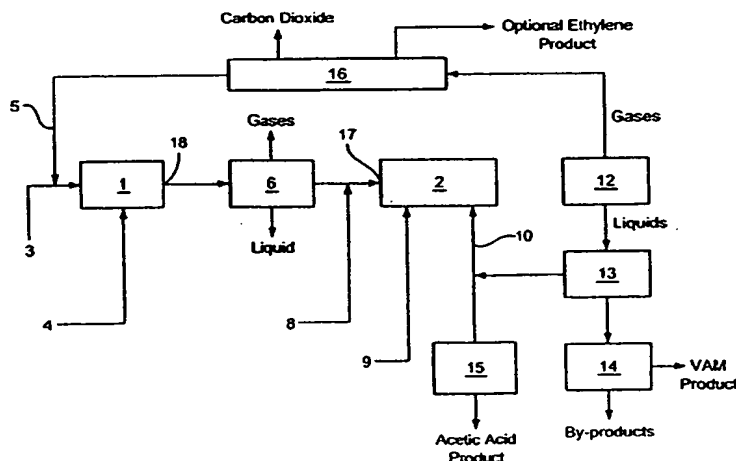 Carbon Dioxide
Optional Ethylene
Product
16
5
Gases
Gases
18
17
1
6
2
12
Liquids
3
Liquid
10
13
4
8
9
15
14
VAM
Product
Acetic Acid
Product
By-products